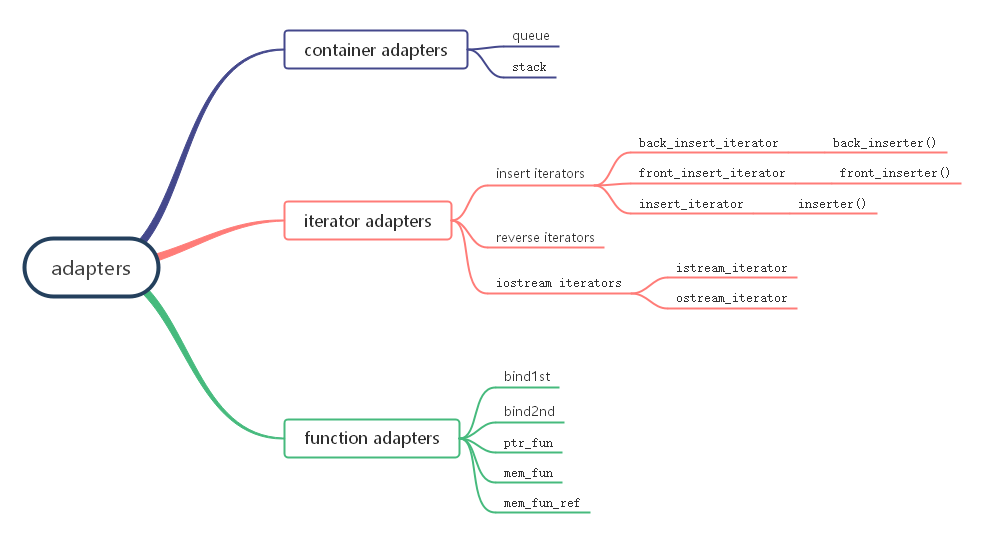 adapters
container adapters
queue
stack
iterator adapters
insert iterators
back_insert_iterator back_inserter()
front_insert_iterator front_inserter()
insert_iterator inserter()
reverse iterators
iostream iterators
istream_iterator
ostream_iterator
function adapters
bind1st
bind2nd
ptr_fun
mem_fun
mem_fun_ref